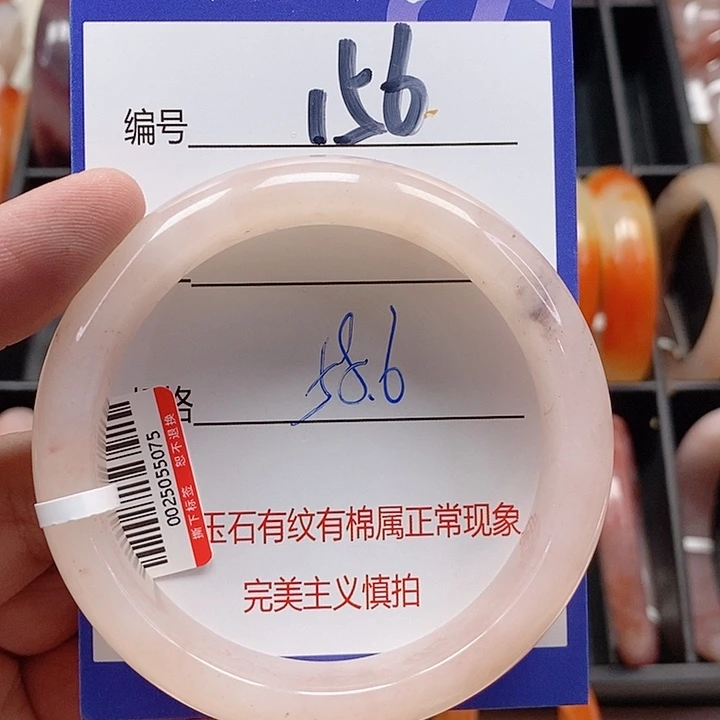 编号 156
58.6
0025055075
撕下标签 恕不退换
玉石有纹有棉属正常现象
完美主义慎拍